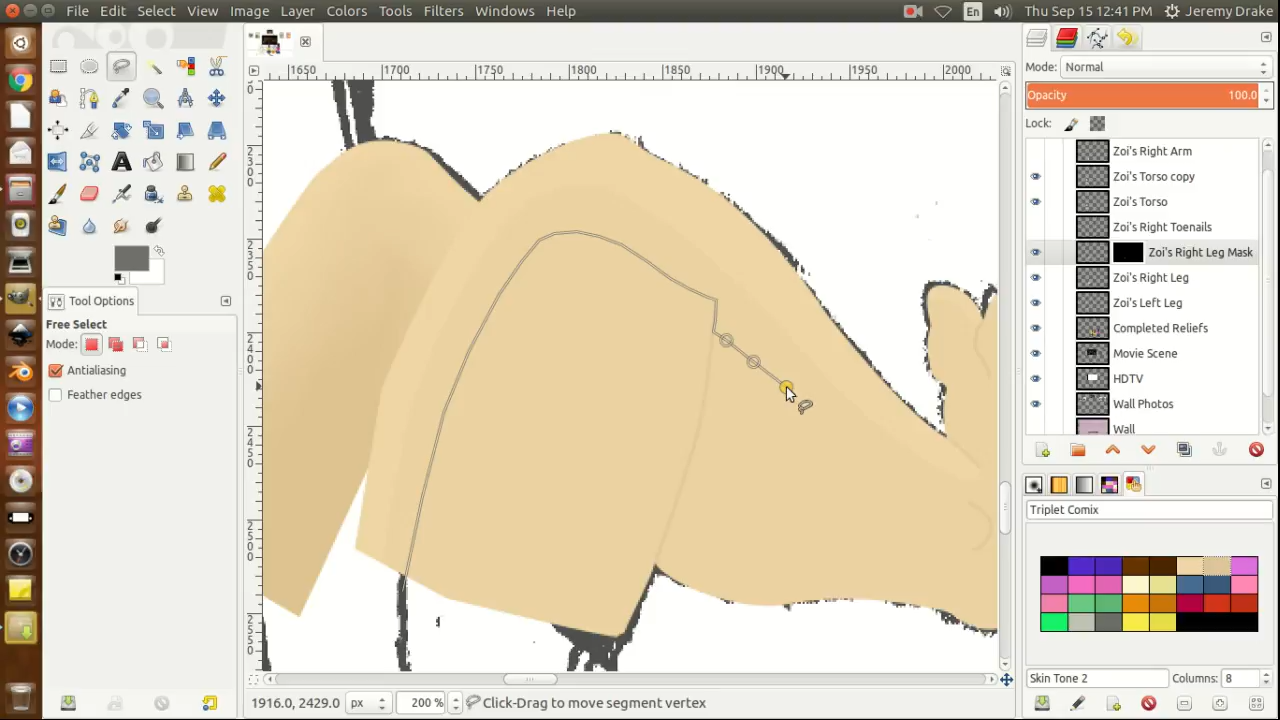 File Edit Select View Image Layer Colors Tools Filters Windows Help En Thu Sep 15 12:41 PM Jeremy Drake
1650 1700 1750 1800 1850 1900 1950 2000
Mode: Normal
Opacity 100.0
Lock:
Zoi's Right Arm
Zoi's Torso copy
Zoi's Torso
Zoi's Right Toenails
Zoi's Right Leg Mask
Zoi's Right Leg
Zoi's Left Leg
Completed Reliefs
Movie Scene
HDTV
Wall Photos
Wall
Tool Options
Free Select
Mode:
Antialiasing
Feather edges
Triplet Comix
Skin Tone 2 Columns: 8
1916.0, 2429.0 px 200 % Click-Drag to move segment vertex